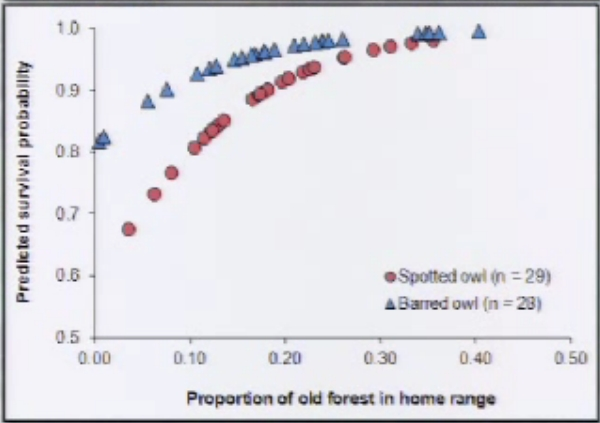 1.0
0.9
0.8
0.7
0.6
0.5
Predicted survival probability
Spotted owl (n = 29)
Barred owl (n = 28)
0.00 0.10 0.20 0.30 0.40 0.50
Proportion of old forest in home range